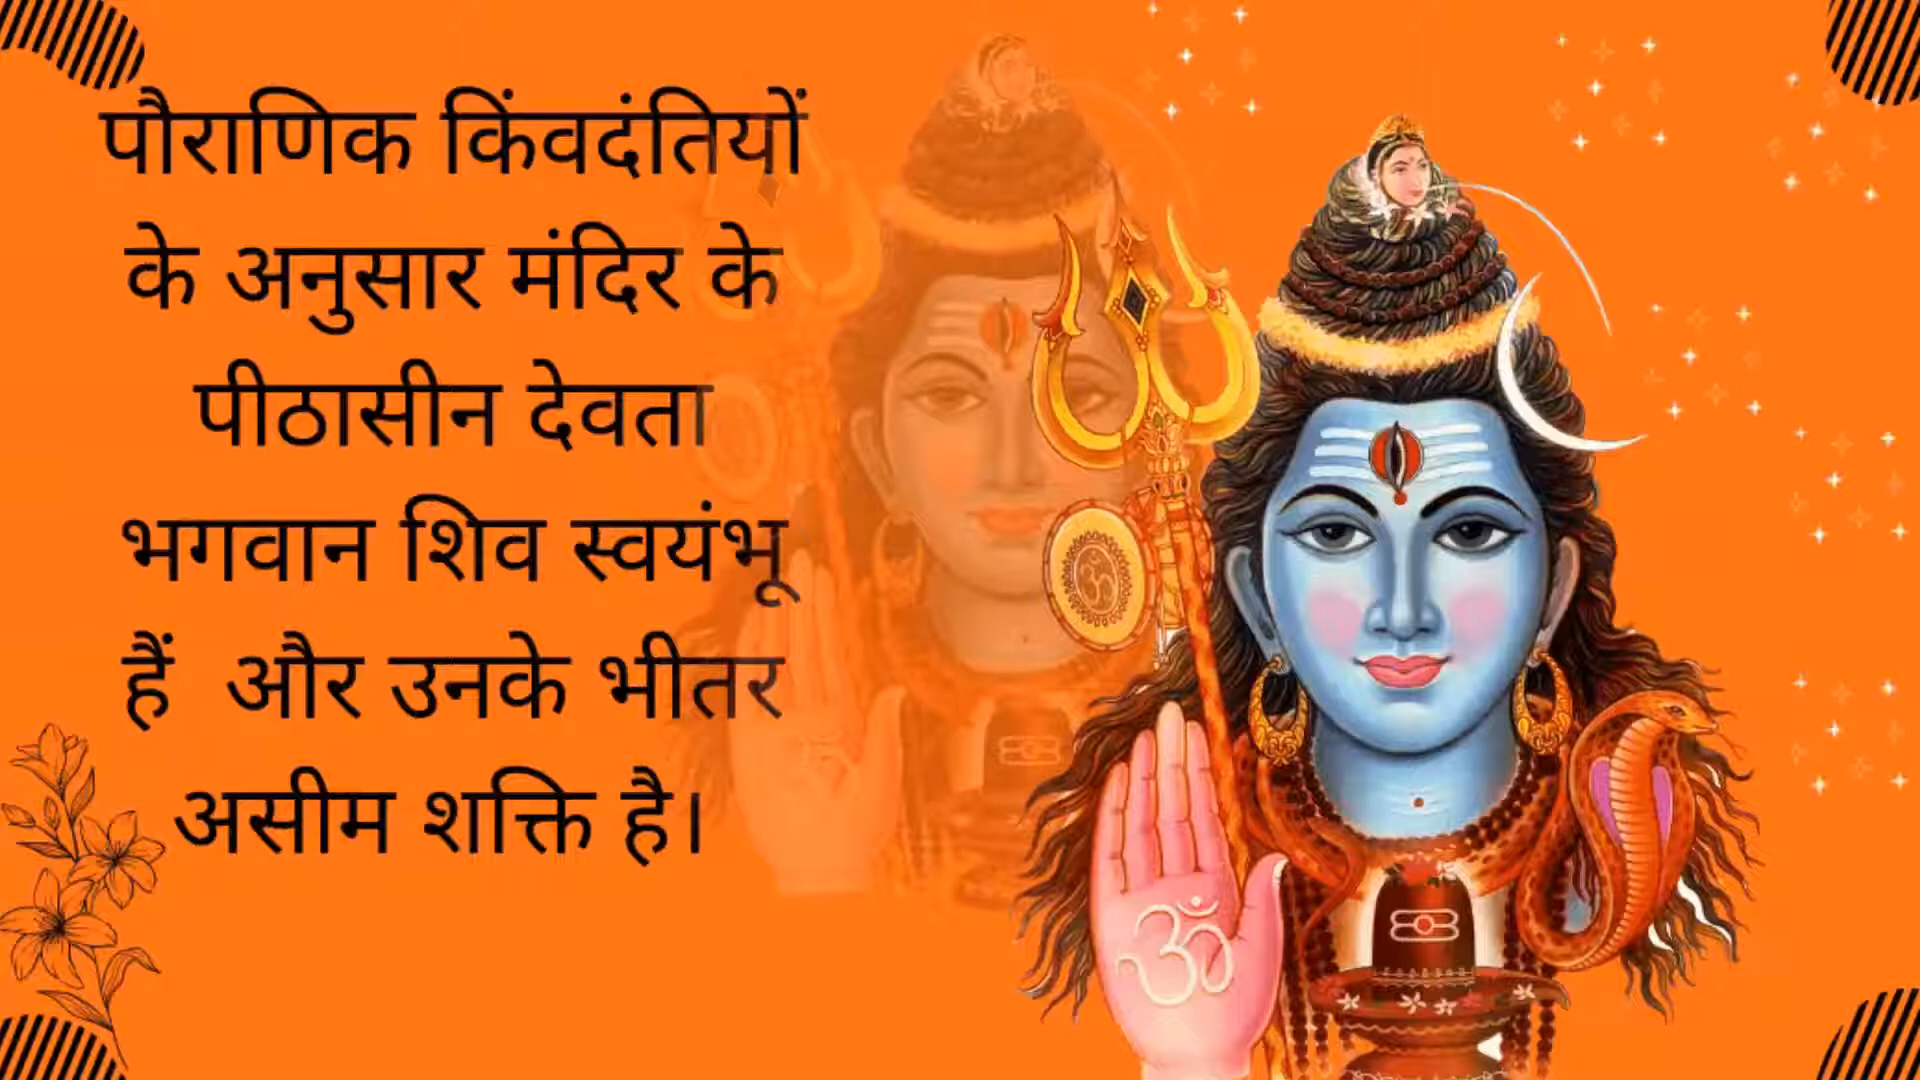 पौराणिक किंवदंतियों
के अनुसार मंदिर के
पीठासीन देवता
भगवान शिव स्वयंभू
हैं और उनके भीतर
असीम शक्ति है।
ॐ
ॐ